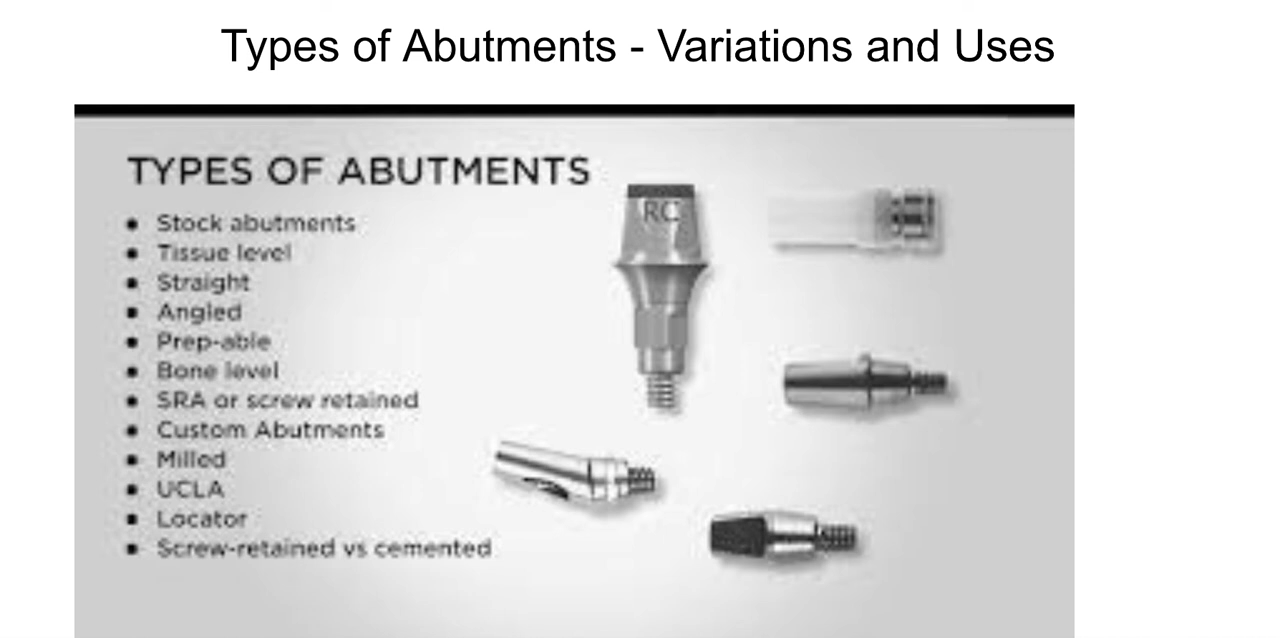 Types of Abutments - Variations and Uses
TYPES OF ABUTMENTS
• Stock abutments
• Tissue level
• Straight
• Angled
• Prep-able
• Bone level
• SRA or screw retained
• Custom Abutments
• Milled
• UCLA
• Locator
• Screw-retained vs cemented
RC